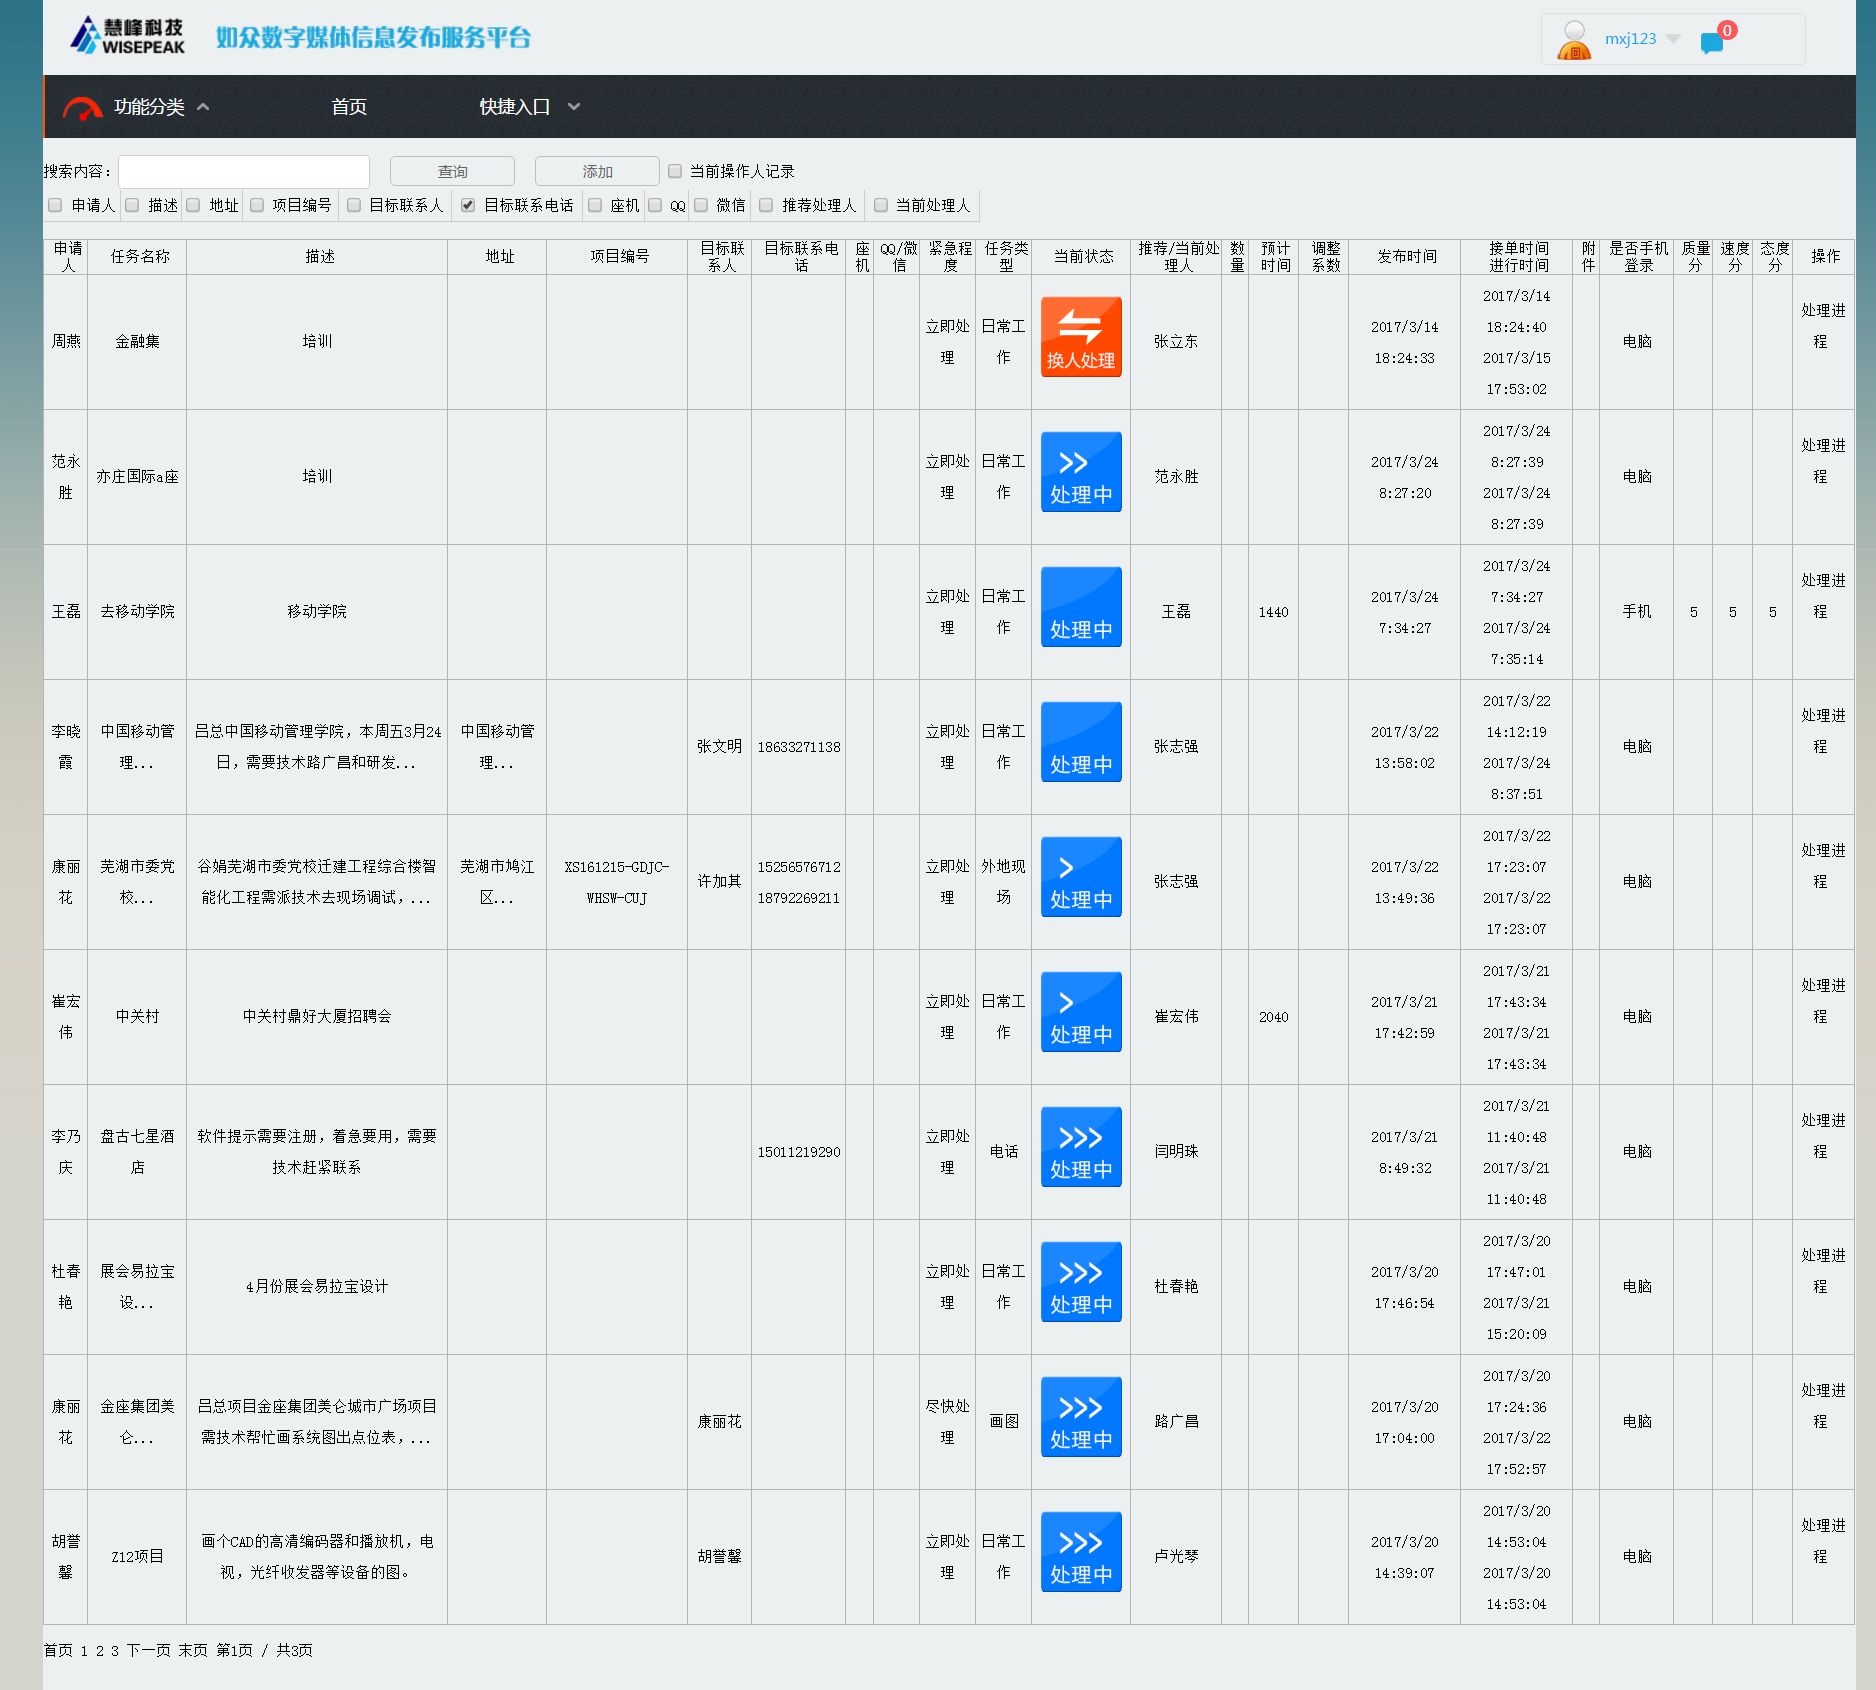 慧峰科技
WISEPEAK
如众数字媒体信息发布服务平台
mxj123
0
功能分类
首页
快捷入口
搜索内容：
查询
添加
当前操作人记录
申请人 描述 地址 项目编号 目标联系人 目标联系电话 座机 QQ 微信 推荐处理人 当前处理人
申请人 任务名称 描述 地址 项目编号 目标联系人 目标联系电话 座机 QQ/微信 紧急程度 任务类型 当前状态 推荐/当前处理人 数量 预计时间 调整系数 发布时间 接单时间 进行时间 附件 是否手机登录 质量分 速度分 态度分 操作
周燕 金融集 培训 立即处理 日常工作 换人处理 张立东 2017/3/14 18:24:33 2017/3/14 18:24:40 2017/3/15 17:53:02 电脑 处理进程
范永胜 亦庄国际a座 培训 立即处理 日常工作 处理中 范永胜 2017/3/24 8:27:20 2017/3/24 8:27:39 2017/3/24 8:27:39 电脑 处理进程
王磊 去移动学院 移动学院 立即处理 日常工作 处理中 王磊 1440 2017/3/24 7:34:27 2017/3/24 7:34:27 2017/3/24 7:35:14 手机 5 5 5 处理进程
李晓霞 中国移动管理... 吕总中国移动管理学院，本周五3月24日，需要技术路广昌和研发... 中国移动管理... 张文明 18633271138 立即处理 日常工作 处理中 张志强 2017/3/22 13:58:02 2017/3/22 14:12:19 2017/3/24 8:37:51 电脑 处理进程
康丽花 芜湖市委党校... 谷娟芜湖市委党校迁建工程综合楼智能化工程需派技术去现场调试，... 芜湖市鸠江区... XS161215-GDJC-WHSW-CUJ 许加其 15256576712 18792269211 立即处理 外地现场 处理中 张志强 2017/3/22 13:49:36 2017/3/22 17:23:07 2017/3/22 17:23:07 电脑 处理进程
崔宏伟 中关村 中关村鼎好大厦招聘会 立即处理 日常工作 处理中 崔宏伟 2040 2017/3/21 17:42:59 2017/3/21 17:43:34 2017/3/21 17:43:34 电脑 处理进程
李乃庆 盘古七星酒店 软件提示需要注册，着急要用，需要技术赶紧联系 15011219290 立即处理 电话 处理中 闫明珠 2017/3/21 8:49:32 2017/3/21 11:40:48 2017/3/21 11:40:48 电脑 处理进程
杜春艳 展会易拉宝设... 4月份展会易拉宝设计 立即处理 日常工作 处理中 杜春艳 2017/3/20 17:46:54 2017/3/20 17:47:01 2017/3/21 15:20:09 电脑 处理进程
康丽花 金座集团美仑... 吕总项目金座集团美仑城市广场项目需技术帮忙画系统图出点位表，... 康丽花 尽快处理 画图 处理中 路广昌 2017/3/20 17:04:00 2017/3/20 17:24:36 2017/3/22 17:52:57 电脑 处理进程
胡誉馨 Z12项目 画个CAD的高清编码器和播放机，电视，光纤收发器等设备的图。 胡誉馨 立即处理 日常工作 处理中 卢光琴 2017/3/20 14:39:07 2017/3/20 14:53:04 2017/3/20 14:53:04 电脑 处理进程
首页 1 2 3 下一页 末页 第1页 / 共3页